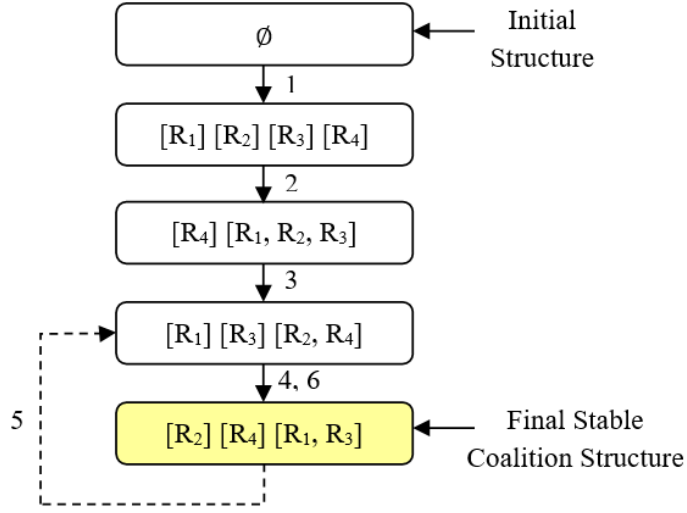 ∅
Initial
Structure
1
[R₁] [R₂] [R₃] [R₄]
2
[R₄] [R₁, R₂, R₃]
3
[R₁] [R₃] [R₂, R₄]
4, 6
5
[R₂] [R₄] [R₁, R₃]
Final Stable
Coalition Structure